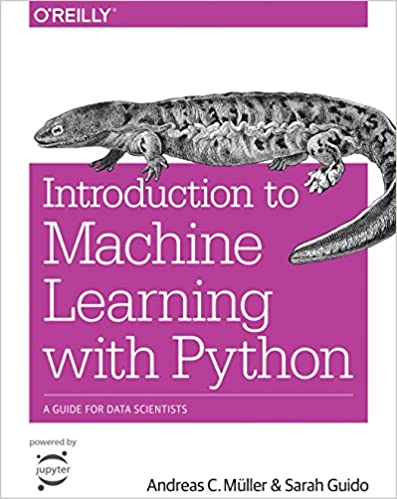 O'REILLY®
Introduction to
Machine
Learning
with Python
A GUIDE FOR DATA SCIENTISTS
powered by
jupyter
Andreas C. Müller & Sarah Guido